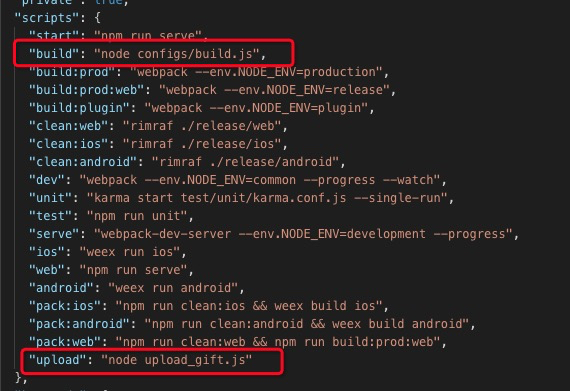 "private": true,
"scripts": {
"start": "npm run serve",
"build": "node configs/build.js",
"build:prod": "webpack --env.NODE_ENV=production",
"build:prod:web": "webpack --env.NODE_ENV=release",
"build:plugin": "webpack --env.NODE_ENV=plugin",
"clean:web": "rimraf ./release/web",
"clean:ios": "rimraf ./release/ios",
"clean:android": "rimraf ./release/android",
"dev": "webpack --env.NODE_ENV=common --progress --watch",
"unit": "karma start test/unit/karma.conf.js --single-run",
"test": "npm run unit",
"serve": "webpack-dev-server --env.NODE_ENV=development --progress",
"ios": "weex run ios",
"web": "npm run serve",
"android": "weex run android",
"pack:ios": "npm run clean:ios && weex build ios",
"pack:android": "npm run clean:android && weex build android",
"pack:web": "npm run clean:web && npm run build:prod:web",
"upload": "node upload_gift.js"
},